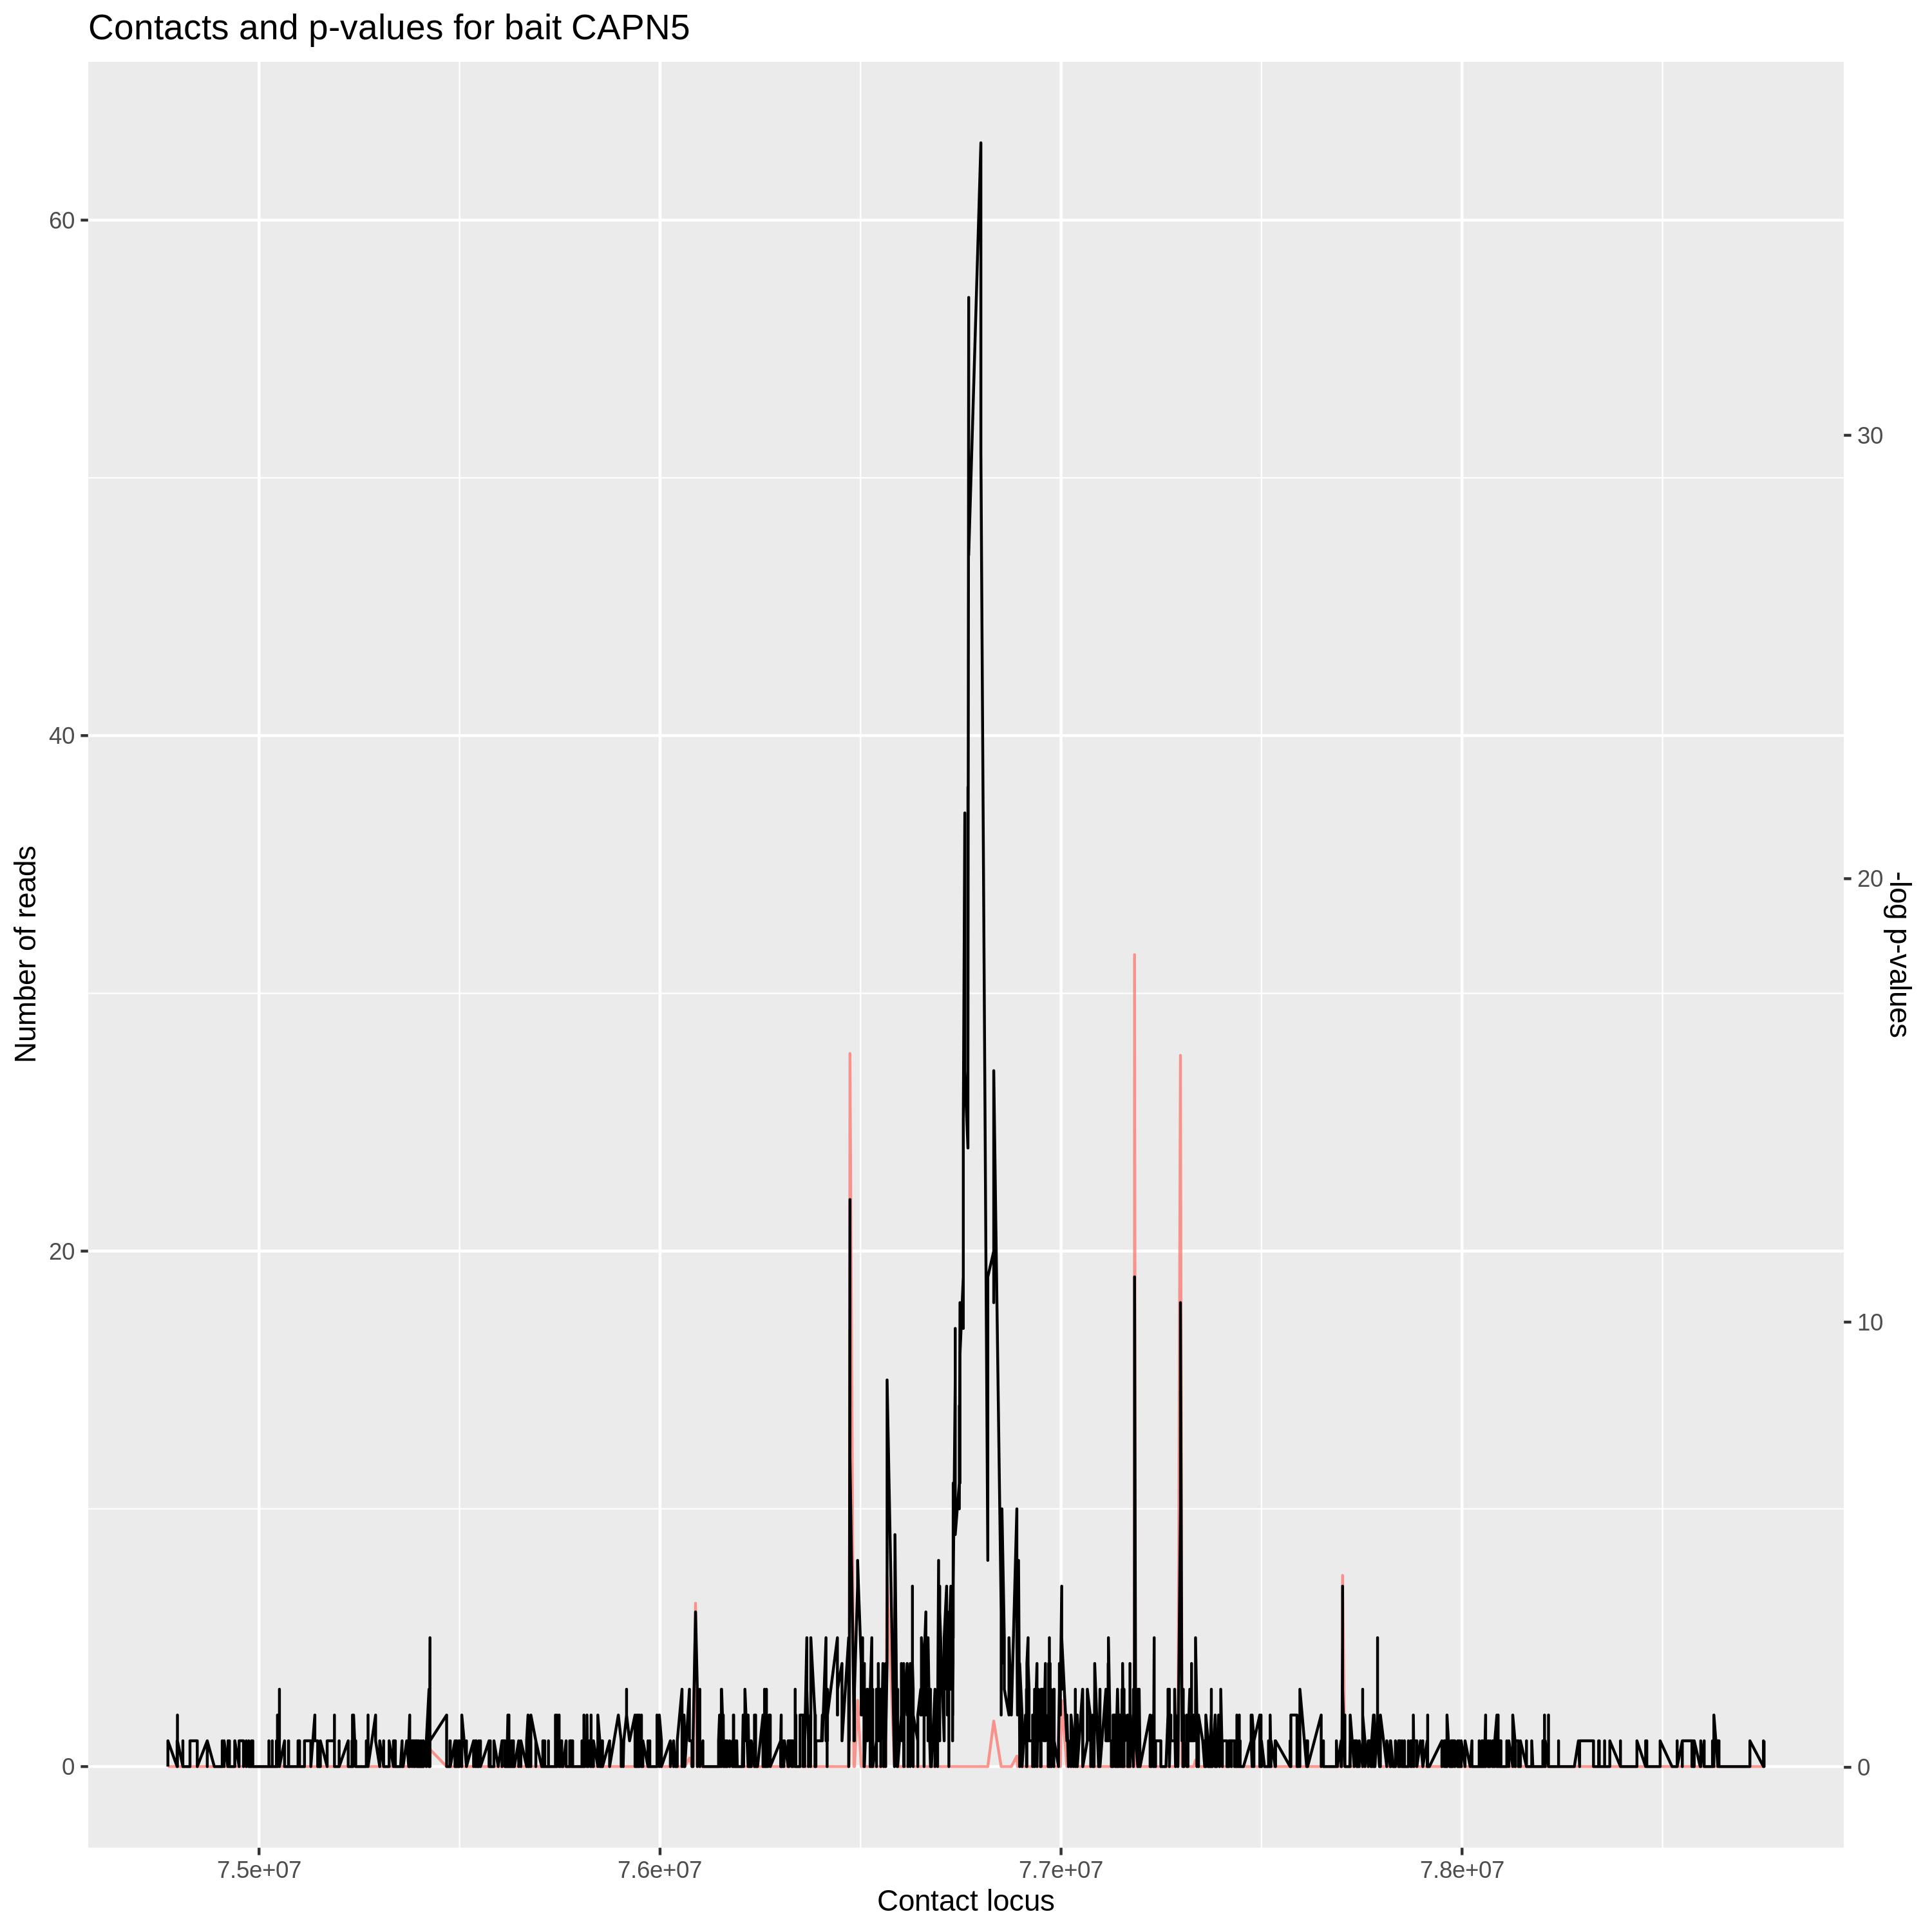 Contacts and p-values for bait CAPN5
60
40
20
0
Number of reads
30
20
10
0
-log p-values
7.5e+07 7.6e+07 7.7e+07 7.8e+07
Contact locus